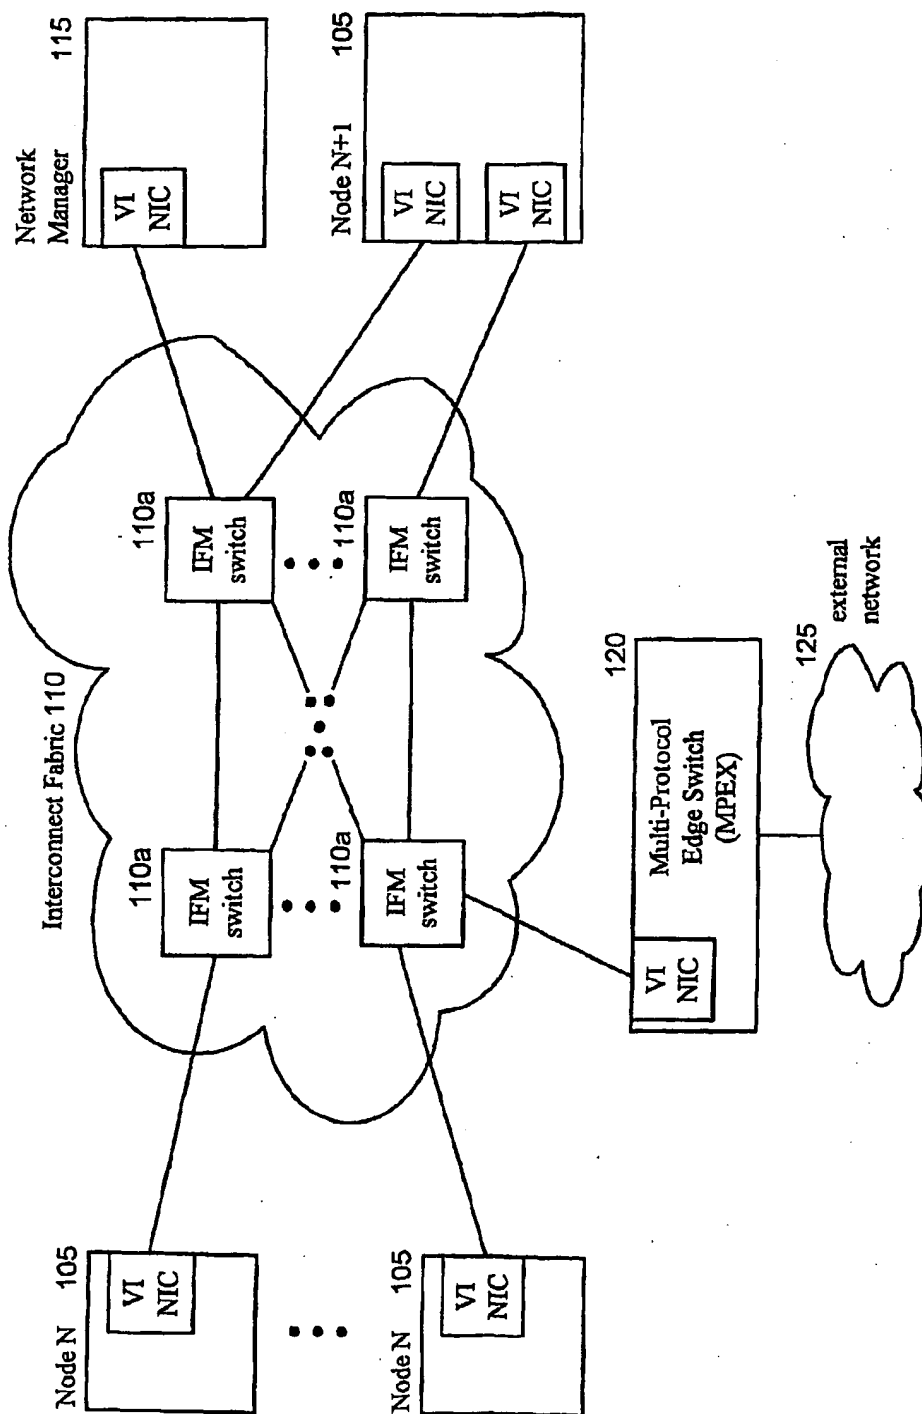 Interconnect Fabric 110
Network
Manager
115
VI
NIC
Node N
105
VI
NIC
110a
IFM
switch
110a
IFM
switch
Node N+1
105
VI
NIC
VI
NIC
Node N
105
VI
NIC
110a
IFM
switch
110a
IFM
switch
120
Multi-Protocol
Edge Switch
(MPEX)
VI
NIC
125
external
network